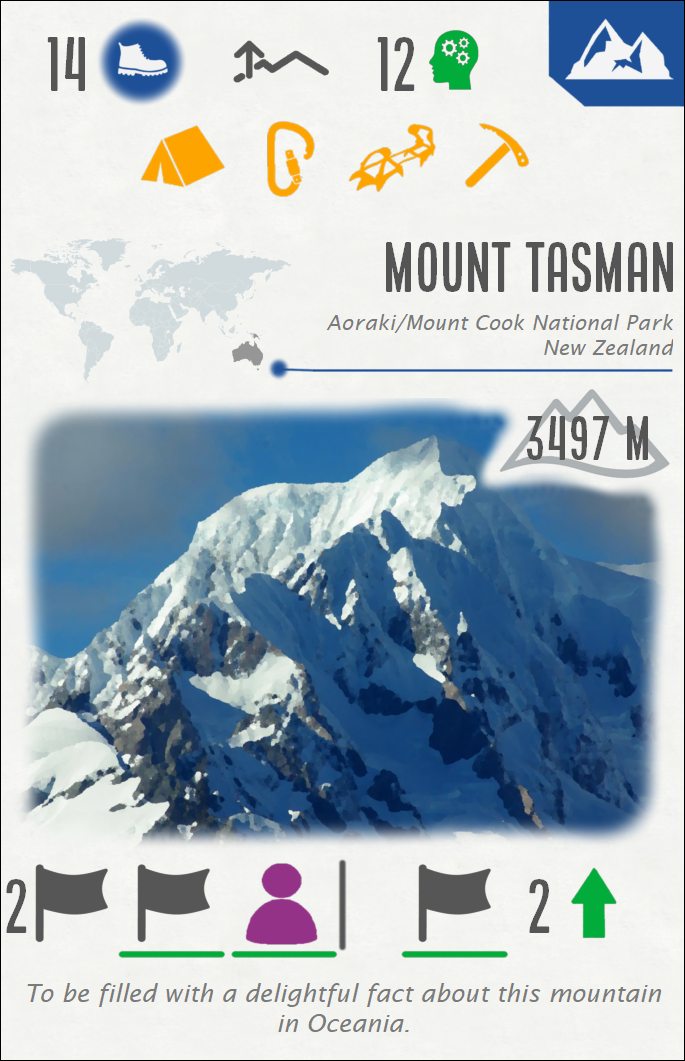 14 12
MOUNT TASMAN
Aoraki/Mount Cook National Park
New Zealand
3497 M
2 2
To be filled with a delightful fact about this mountain
in Oceania.